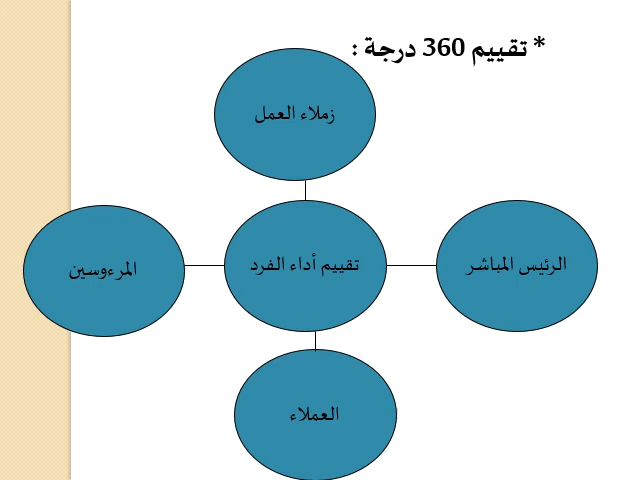 * تقييم 360 درجة :
زملاء العمل
الرئيس المباشر
تقييم أداء الفرد
المرءوسين
العملاء